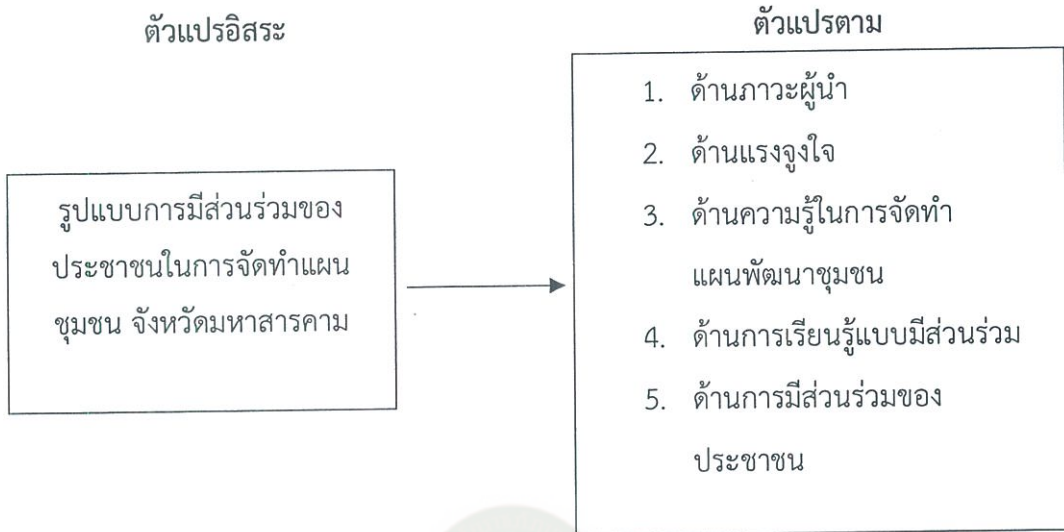 ตัวแปรอิสระ
รูปแบบการมีส่วนร่วมของ
ประชาชนในการจัดทำแผน
ชุมชน จังหวัดมหาสารคาม
ตัวแปรตาม
1. ด้านภาวะผู้นำ
2. ด้านแรงจูงใจ
3. ด้านความรู้ในการจัดทำ
แผนพัฒนาชุมชน
4. ด้านการเรียนรู้แบบมีส่วนร่วม
5. ด้านการมีส่วนร่วมของ
ประชาชน